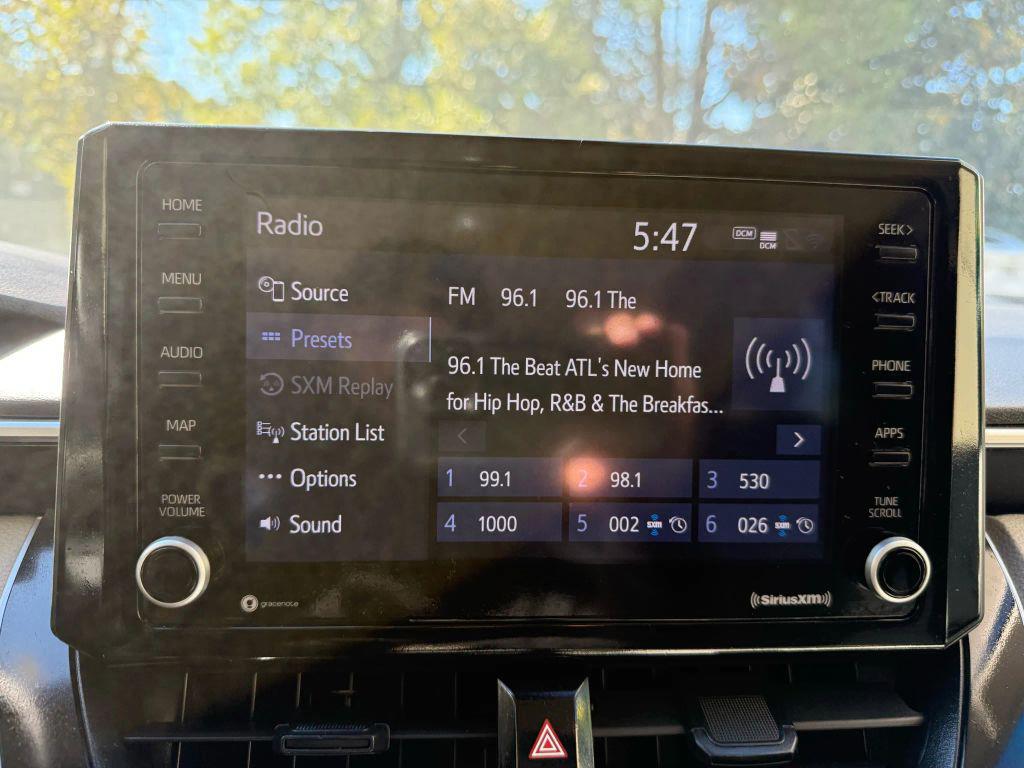 HOME
MENU
AUDIO
MAP
POWER
VOLUME
Radio
5:47
DCM
DCM
Source
Presets
SXM Replay
Station List
Options
Sound
FM 96.1 96.1 The
96.1 The Beat ATL's New Home
for Hip Hop, R&B & The Breakfas...
<
>
1 99.1 2 98.1 3 530
4 1000 5 002 sxm 6 026 sxm
SEEK>
<TRACK
PHONE
APPS
TUNE
SCROLL
gracenote
((SiriusXM))